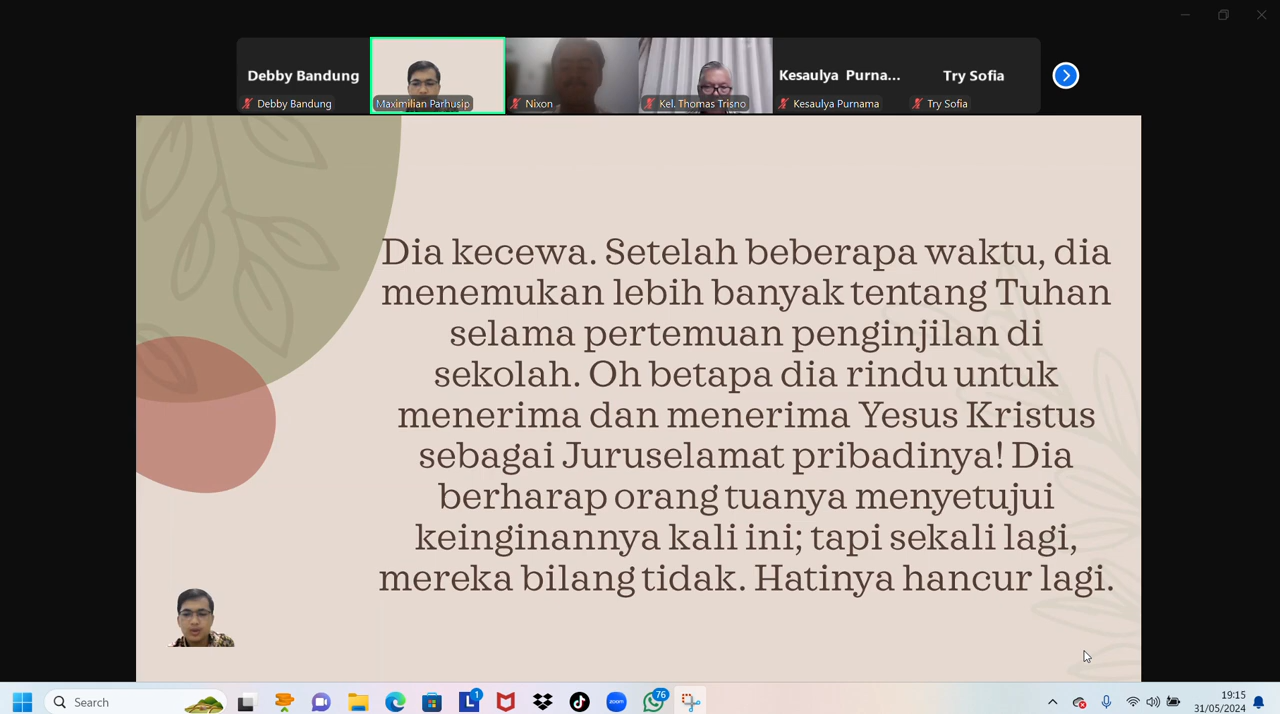 Debby Bandung
Kesaulya Purna...
Try Sofia
Debby Bandung
Maximilian Parhusip
Nixon
Kel. Thomas Trisno
Kesaulya Purnama
Try Sofia
Dia kecewa. Setelah beberapa waktu, dia
menemukan lebih banyak tentang Tuhan
selama pertemuan penginjilan di
sekolah. Oh betapa dia rindu untuk
menerima dan menerima Yesus Kristus
sebagai Juruselamat pribadinya! Dia
berharap orang tuanya menyetujui
keinginannya kali ini; tapi sekali lagi,
mereka bilang tidak. Hatinya hancur lagi.
Search
L
1
zoom
76
19:15
31/05/2024